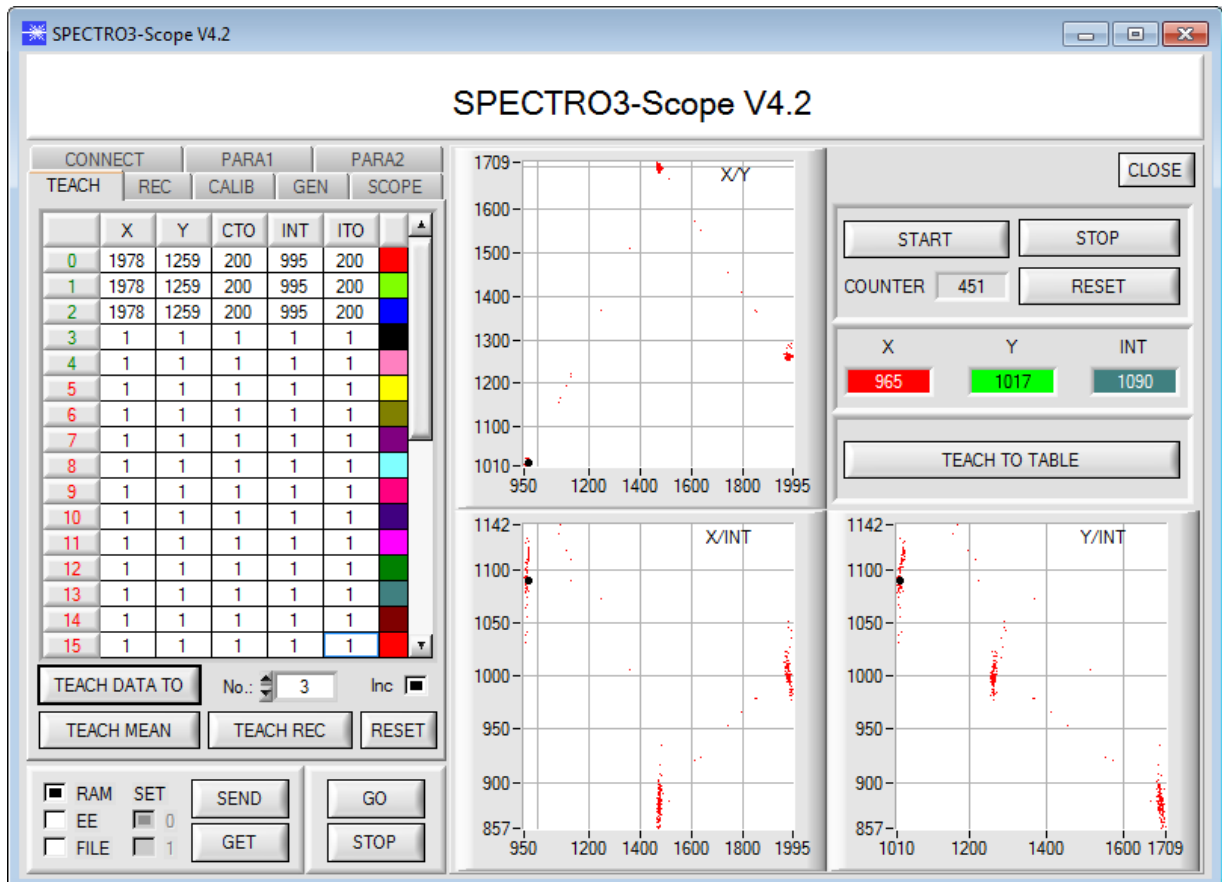 SPECTRO3-Scope V4.2
SPECTRO3-Scope V4.2
CONNECT PARA1 PARA2
TEACH REC CALIB GEN SCOPE
X Y CTO INT ITO
0 1978 1259 200 995 200
1 1978 1259 200 995 200
2 1978 1259 200 995 200
3 1 1 1 1 1
4 1 1 1 1 1
5 1 1 1 1 1
6 1 1 1 1 1
7 1 1 1 1 1
8 1 1 1 1 1
9 1 1 1 1 1
10 1 1 1 1 1
11 1 1 1 1 1
12 1 1 1 1 1
13 1 1 1 1 1
14 1 1 1 1 1
15 1 1 1 1 1
TEACH DATA TO No.: 3 Inc
TEACH MEAN TEACH REC RESET
RAM SET SEND GO
EE 0
FILE 1 GET STOP
X/Y
1709
1600
1500
1400
1300
1200
1100
1010
950 1200 1400 1600 1800 1995
CLOSE
START STOP
COUNTER 451 RESET
X Y INT
965 1017 1090
TEACH TO TABLE
X/INT
1142
1100
1050
1000
950
900
857
950 1200 1400 1600 1800 1995
Y/INT
1142
1100
1050
1000
950
900
857
1010 1200 1400 1600 1709